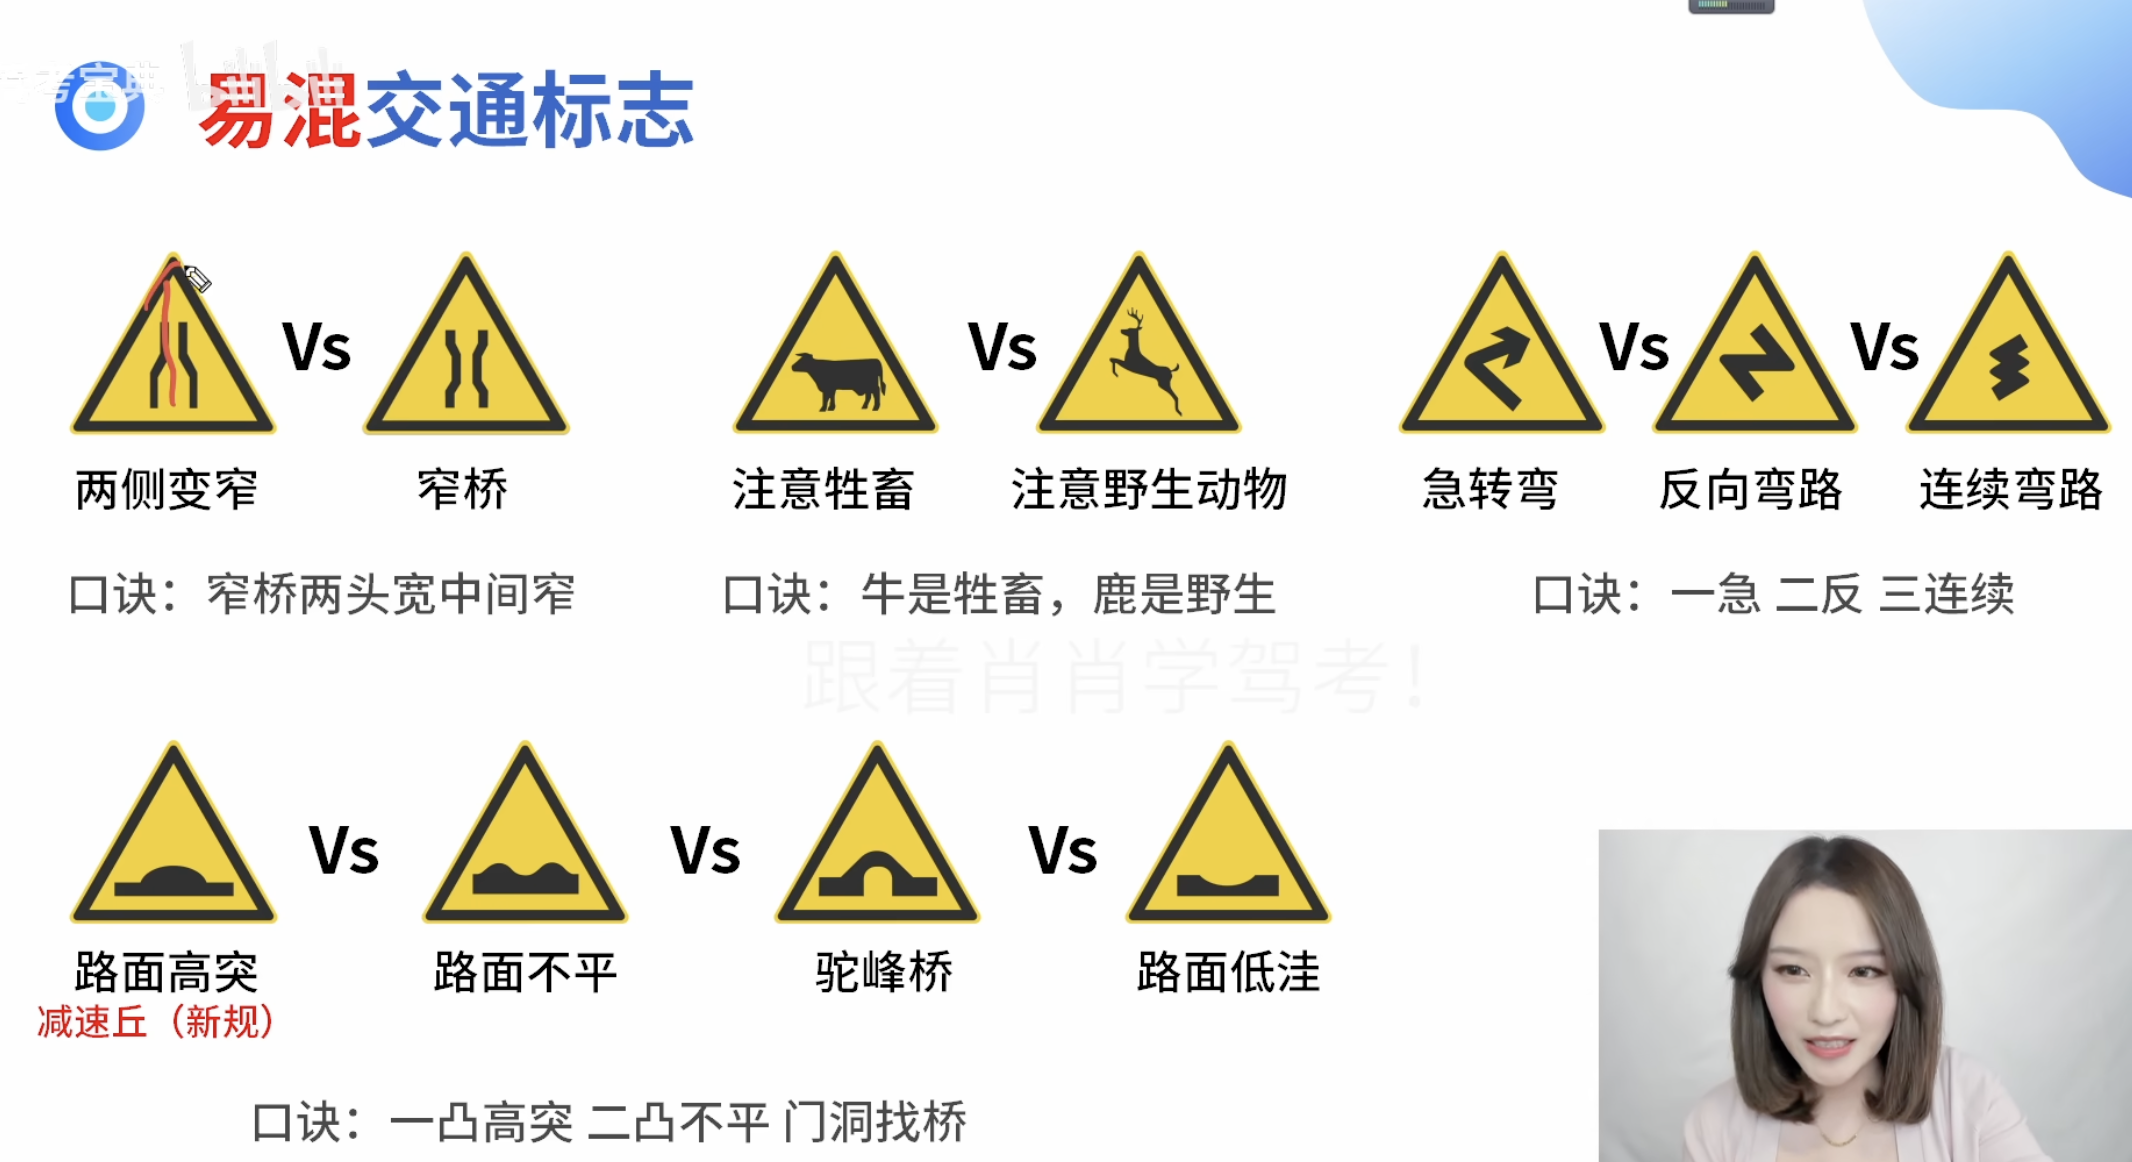 考宝典 bilibili
易混交通标志
Vs Vs Vs Vs
两侧变窄 窄桥 注意牲畜 注意野生动物 急转弯 反向弯路 连续弯路
口诀：窄桥两头宽中间窄 口诀：牛是牲畜，鹿是野生 口诀：一急 二反 三连续
跟着肖肖学驾考！
Vs Vs Vs
路面高突 路面不平 驼峰桥 路面低洼
减速丘（新规）
口诀：一凸高突 二凸不平 门洞找桥